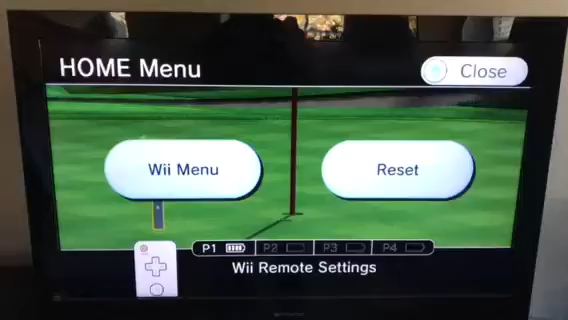 HOME Menu
Close
Wii Menu
Reset
P1 P2 P3 P4
Wii Remote Settings